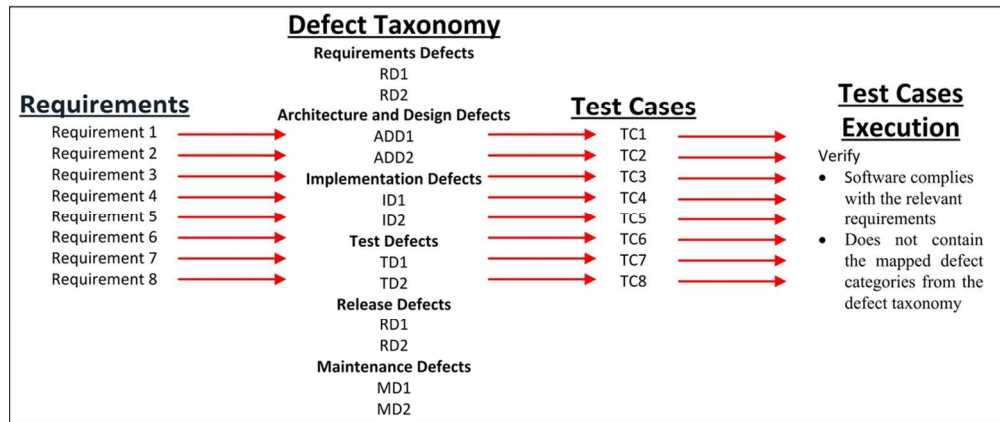 Requirements
Requirement 1
Requirement 2
Requirement 3
Requirement 4
Requirement 5
Requirement 6
Requirement 7
Requirement 8
Defect Taxonomy
Requirements Defects
RD1
RD2
Architecture and Design Defects
ADD1
ADD2
Implementation Defects
ID1
ID2
Test Defects
TD1
TD2
Release Defects
RD1
RD2
Maintenance Defects
MD1
MD2
Test Cases
TC1
TC2
TC3
TC4
TC5
TC6
TC7
TC8
Test Cases
Execution
Verify
• Software complies
with the relevant
requirements
• Does not contain
the mapped defect
categories from the
defect taxonomy